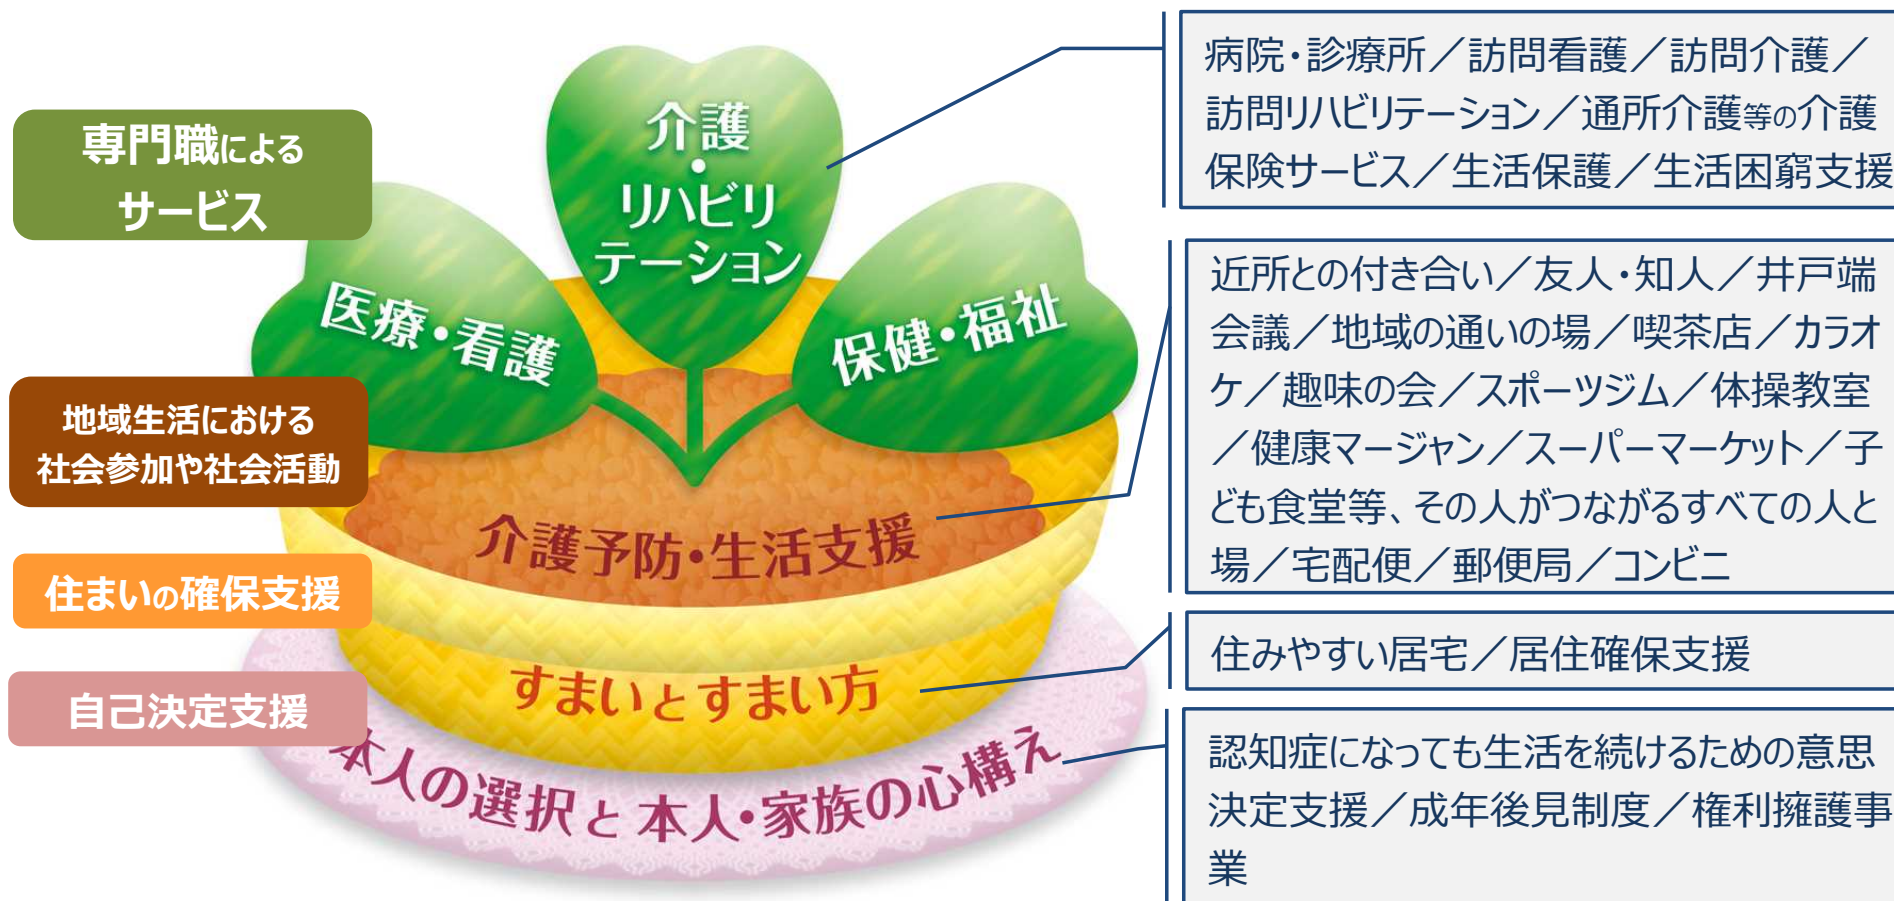 専門職による
サービス
地域生活における
社会参加や社会活動
住まいの確保支援
自己決定支援
介護
・
リハビリ
テーション
医療・看護
保健・福祉
介護予防・生活支援
すまいとすまい方
本人の選択と本人・家族の心構え
病院・診療所／訪問看護／訪問介護／
訪問リハビリテーション／通所介護等の介護
保険サービス／生活保護／生活困窮支援
近所との付き合い／友人・知人／井戸端
会議／地域の通いの場／喫茶店／カラオ
ケ／趣味の会／スポーツジム／体操教室
／健康マージャン／スーパーマーケット／子
ども食堂等、その人がつながるすべての人と
場／宅配便／郵便局／コンビニ
住みやすい居宅／居住確保支援
認知症になっても生活を続けるための意思
決定支援／成年後見制度／権利擁護事
業